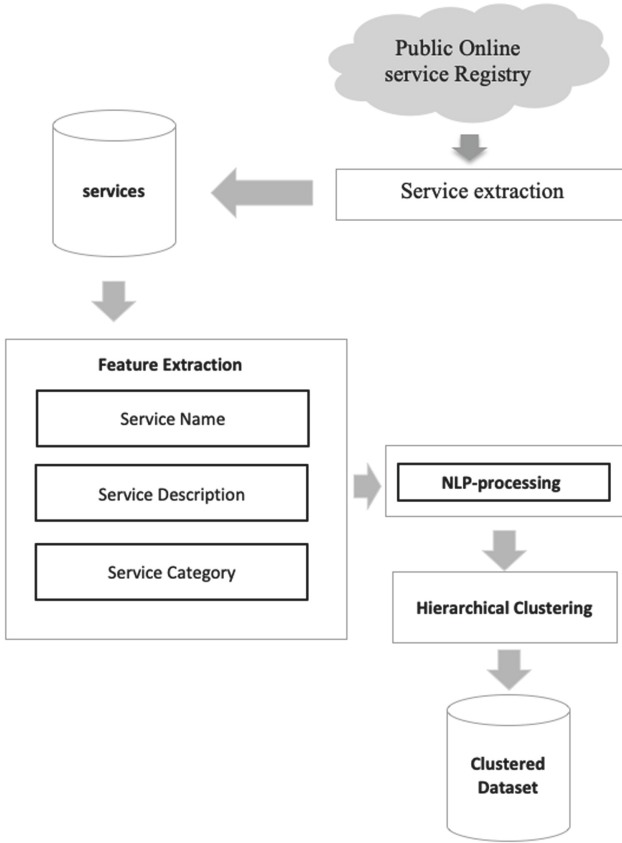 Public Online
service Registry
Service extraction
services
Feature Extraction
Service Name
Service Description
Service Category
NLP-processing
Hierarchical Clustering
Clustered
Dataset